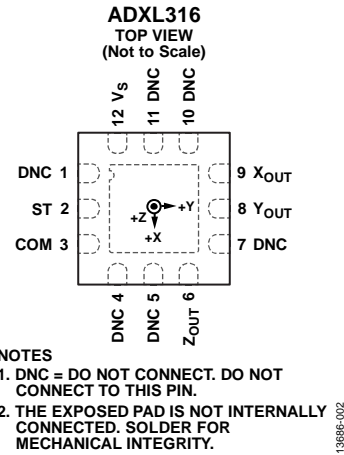 ADXL316
TOP VIEW
(Not to Scale)
12 VS
11 DNC
10 DNC
DNC 1
ST 2
COM 3
9 XOUT
8 YOUT
7 DNC
+Y
+Z
+X
DNC 4
DNC 5
ZOUT 6
NOTES
1. DNC = DO NOT CONNECT. DO NOT
CONNECT TO THIS PIN.
2. THE EXPOSED PAD IS NOT INTERNALLY
CONNECTED. SOLDER FOR
MECHANICAL INTEGRITY.
13686-002